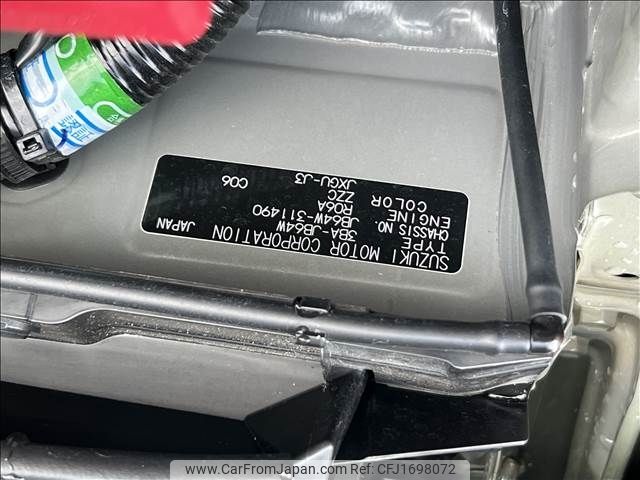 SUZUKI MOTOR CORPORATION JAPAN
TYPE 3BA-JB64W
CHASSIS NO. JB64W-311490
ENGINE R06A
COLOR ZZC C06
JXGU-J3
www.CarFromJapan.com Ref No. CFJ1698072